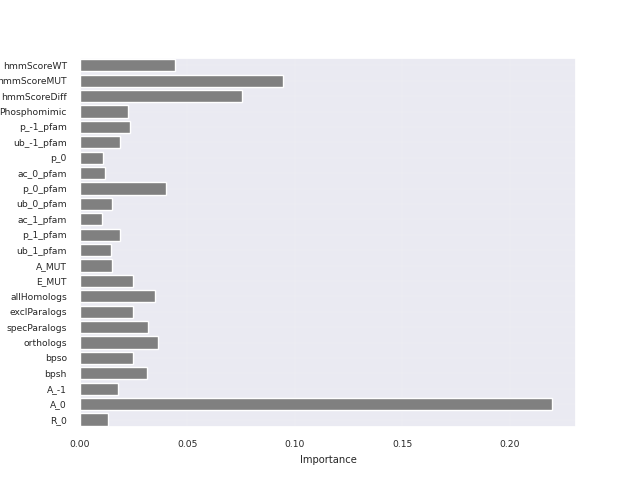 hmmScoreWT
hmmScoreMUT
hmmScoreDiff
Phosphomimic
p_-1_pfam
ub_-1_pfam
p_0
ac_0_pfam
p_0_pfam
ub_0_pfam
ac_1_pfam
p_1_pfam
ub_1_pfam
A_MUT
E_MUT
allHomologs
exclParalogs
specParalogs
orthologs
bpso
bpsh
A_-1
A_0
R_0
0.00 0.05 0.10 0.15 0.20
Importance